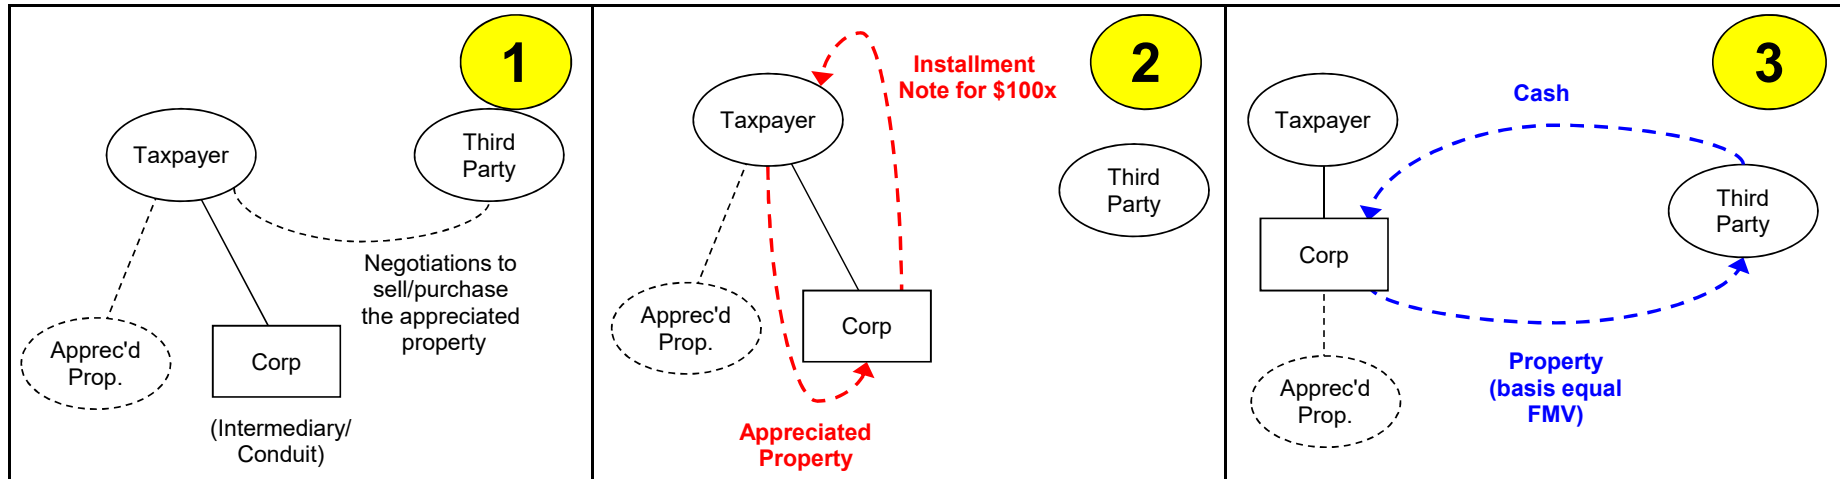 1
Taxpayer
Third
Party
Negotiations to
sell/purchase
the appreciated
property
Apprec'd
Prop.
Corp
(Intermediary/
Conduit)
2
Installment
Note for $100x
Taxpayer
Third
Party
Apprec'd
Prop.
Corp
Appreciated
Property
3
Cash
Taxpayer
Third
Party
Corp
Property
(basis equal
FMV)
Apprec'd
Prop.